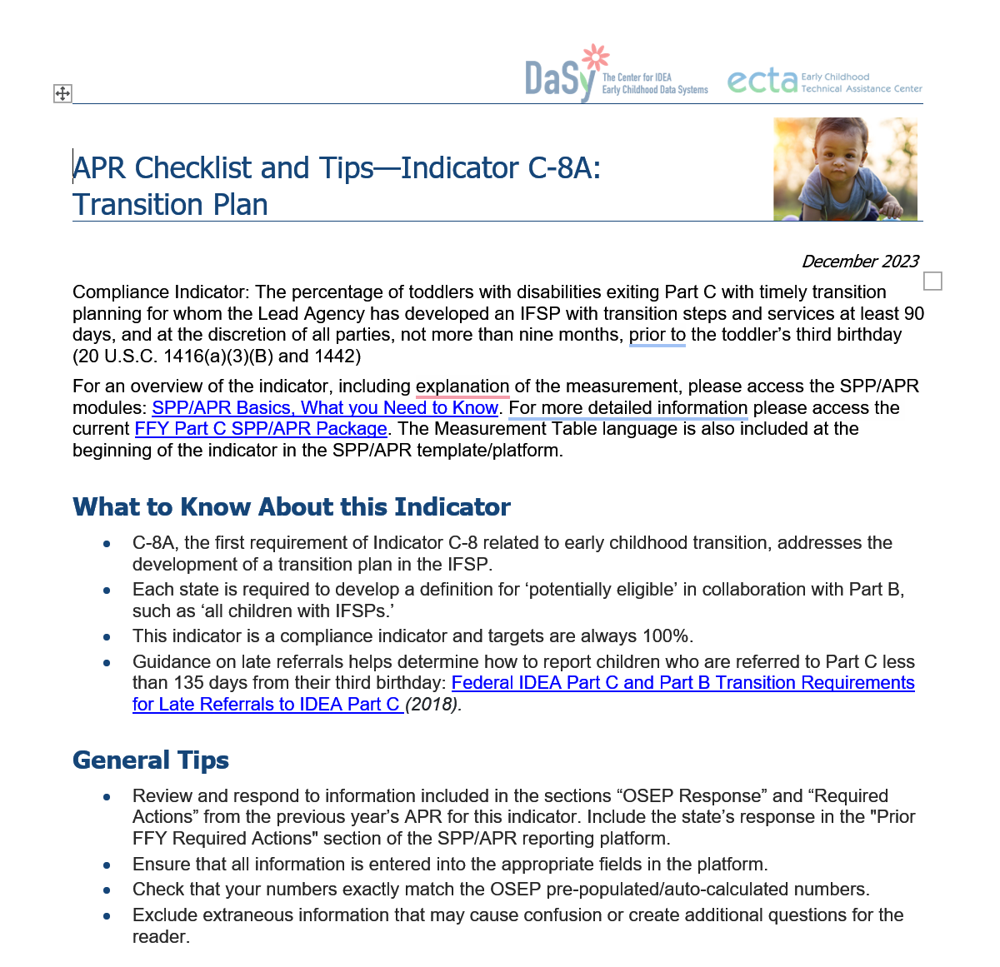 DaSy The Center for IDEA
Early Childhood Data Systems
ecta Early Childhood
Technical Assistance Center
APR Checklist and Tips—Indicator C-8A:
Transition Plan
December 2023
Compliance Indicator: The percentage of toddlers with disabilities exiting Part C with timely transition
planning for whom the Lead Agency has developed an IFSP with transition steps and services at least 90
days, and at the discretion of all parties, not more than nine months, prior to the toddler’s third birthday
(20 U.S.C. 1416(a)(3)(B) and 1442)
For an overview of the indicator, including explanation of the measurement, please access the SPP/APR
modules: SPP/APR Basics, What you Need to Know. For more detailed information please access the
current FFY Part C SPP/APR Package. The Measurement Table language is also included at the
beginning of the indicator in the SPP/APR template/platform.
What to Know About this Indicator
• C-8A, the first requirement of Indicator C-8 related to early childhood transition, addresses the
development of a transition plan in the IFSP.
• Each state is required to develop a definition for ‘potentially eligible’ in collaboration with Part B,
such as ‘all children with IFSPs.’
• This indicator is a compliance indicator and targets are always 100%.
• Guidance on late referrals helps determine how to report children who are referred to Part C less
than 135 days from their third birthday: Federal IDEA Part C and Part B Transition Requirements
for Late Referrals to IDEA Part C (2018).
General Tips
• Review and respond to information included in the sections “OSEP Response” and “Required
Actions” from the previous year’s APR for this indicator. Include the state’s response in the "Prior
FFY Required Actions" section of the SPP/APR reporting platform.
• Ensure that all information is entered into the appropriate fields in the platform.
• Check that your numbers exactly match the OSEP pre-populated/auto-calculated numbers.
• Exclude extraneous information that may cause confusion or create additional questions for the
reader.